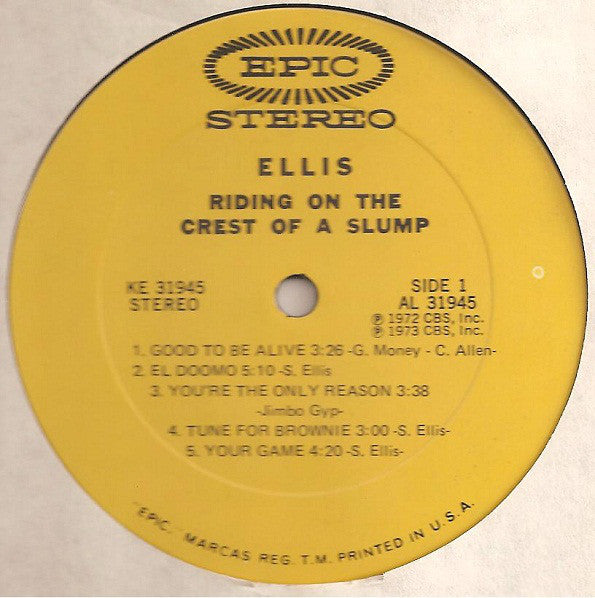 EPIC
STEREO
ELLIS
RIDING ON THE
CREST OF A SLUMP
KE 31945
STEREO
SIDE 1
AL 31945
℗ 1972 CBS, Inc.
℗ 1973 CBS, Inc.
1. GOOD TO BE ALIVE 3:26 -G. Money - C. Allen-
2. EL DOOMO 5:10 -S. Ellis
3. YOU'RE THE ONLY REASON 3:38
-Jimbo Gyp-
4. TUNE FOR BROWNIE 3:00 -S. Ellis-
5. YOUR GAME 4:20 -S. Ellis-
"EPIC. MARCAS REG. T.M. PRINTED IN U.S.A.